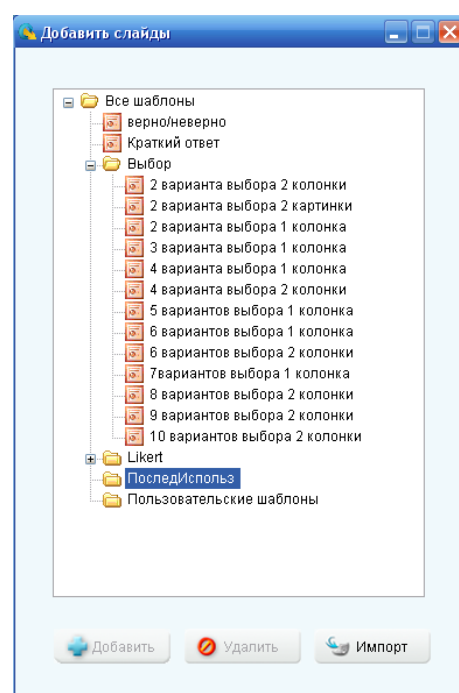 Добавить слайды
Все шаблоны
верно/неверно
Краткий ответ
Выбор
2 варианта выбора 2 колонки
2 варианта выбора 2 картинки
2 варианта выбора 1 колонка
3 варианта выбора 1 колонка
4 варианта выбора 1 колонка
4 варианта выбора 2 колонки
5 вариантов выбора 1 колонка
6 вариантов выбора 1 колонка
6 вариантов выбора 2 колонки
7вариантов выбора 1 колонка
8 вариантов выбора 2 колонки
9 вариантов выбора 2 колонки
10 вариантов выбора 2 колонки
Likert
ПоследИспольз
Пользовательские шаблоны
Добавить Удалить Импорт